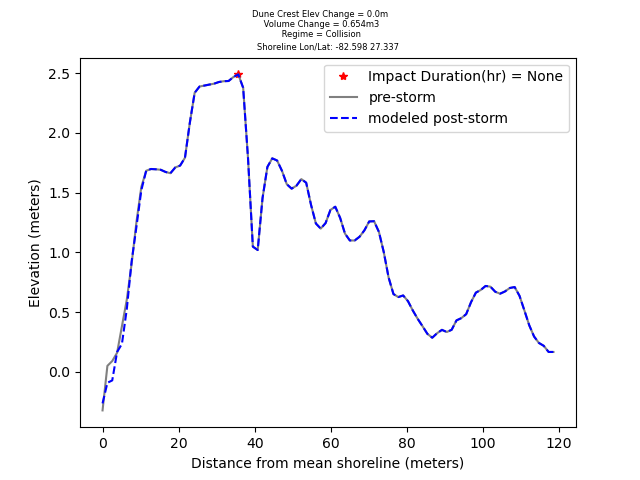 Dune Crest Elev Change = 0.0m
Volume Change = 0.654m3
Regime = Collision
Shoreline Lon/Lat: -82.598 27.337
Impact Duration(hr) = None
pre-storm
modeled post-storm
Elevation (meters)
2.5
2.0
1.5
1.0
0.5
0.0
0 20 40 60 80 100 120
Distance from mean shoreline (meters)